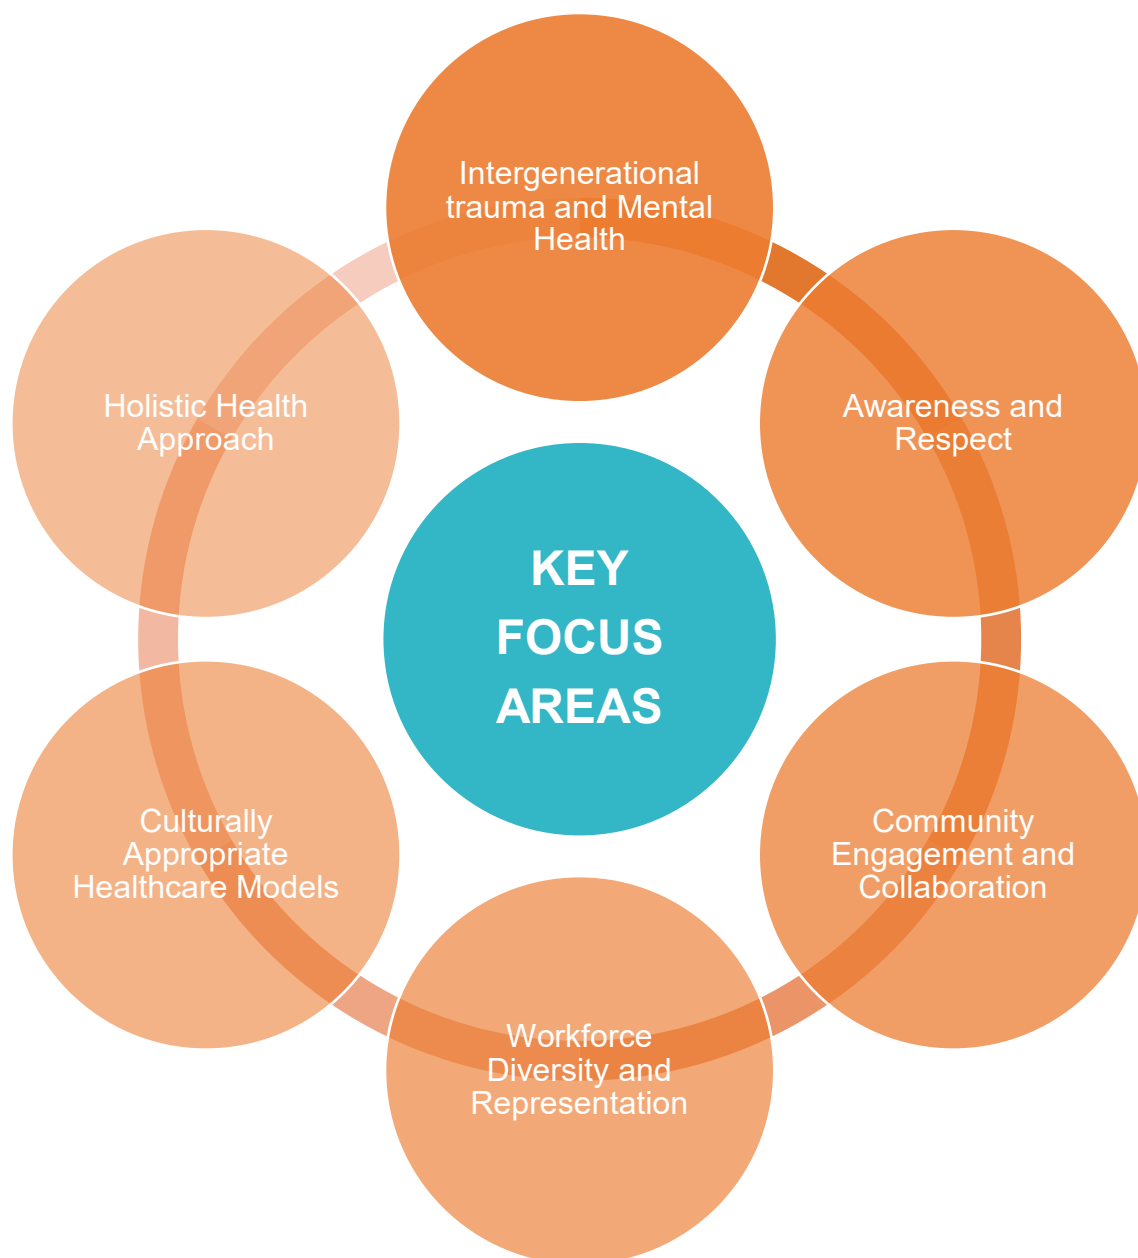 Intergenerational
trauma and Mental
Health
Awareness and
Respect
Community
Engagement and
Collaboration
Workforce
Diversity and
Representation
Culturally
Appropriate
Healthcare Models
Holistic Health
Approach
KEY
FOCUS
AREAS